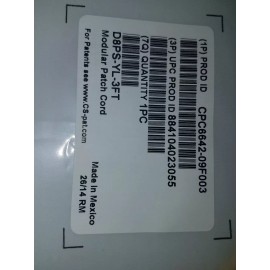 (1P) PROD ID CPC6642-09F003
(3P) UPC PROD ID 884104023055
(7Q) QUANTITY 1PC
D8PS-YL-3FT
Modular Patch Cord
For Patents see www.cs-pat.com
Made In Mexico
26/14 RM